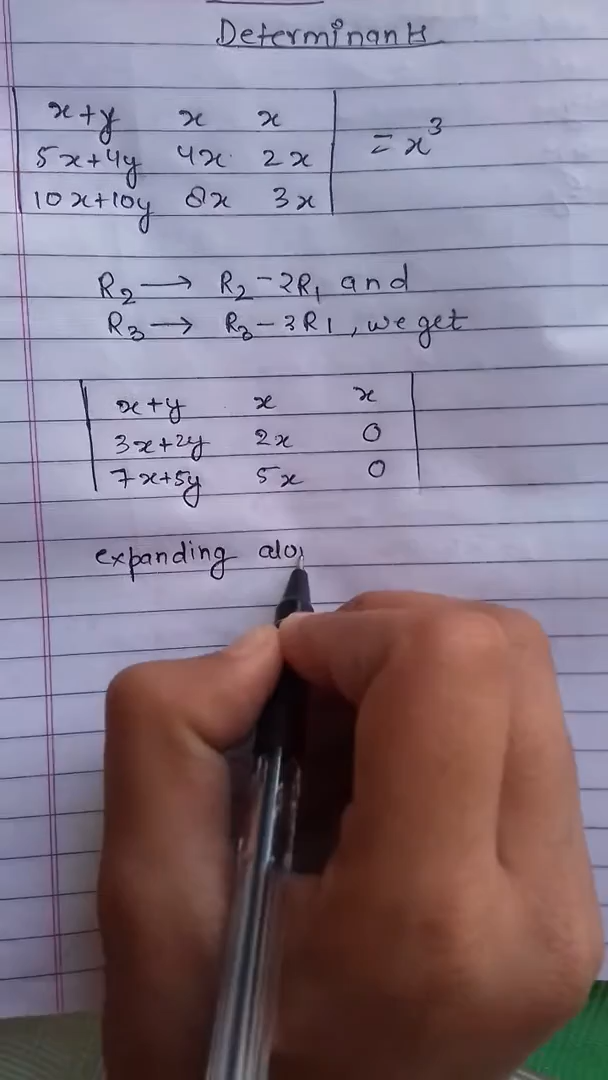 Determinants
x+y x x
5x+4y 4x 2x = x³
10x+10y 8x 3x
R₂ → R₂-2R₁ and
R₃ → R₃-3R1, we get
x+y x x
3x+2y 2x 0
7x+5y 5x 0
expanding alo